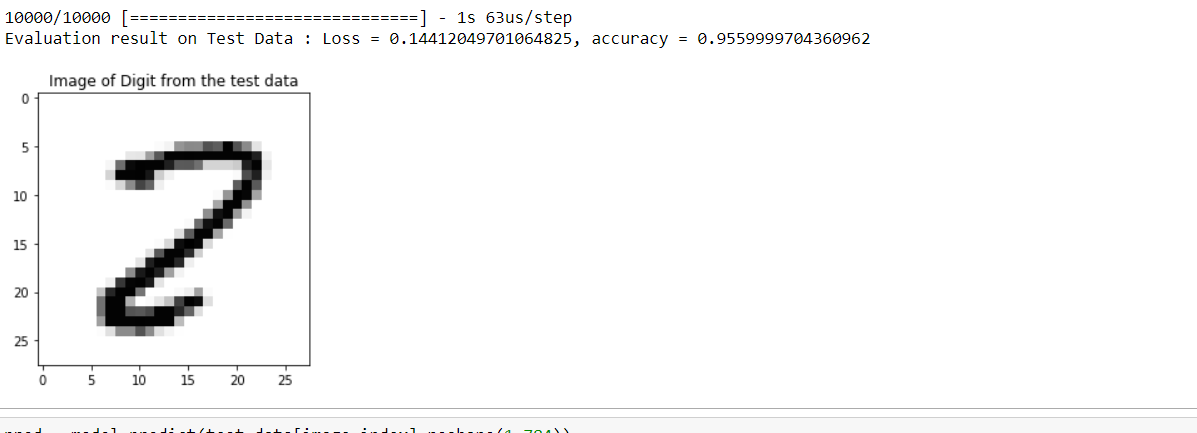 10000/10000 [==============================] - 1s 63us/step
Evaluation result on Test Data : Loss = 0.14412049701064825, accuracy = 0.9559999704360962
Image of Digit from the test data
0
5
10
15
20
25
0 5 10 15 20 25